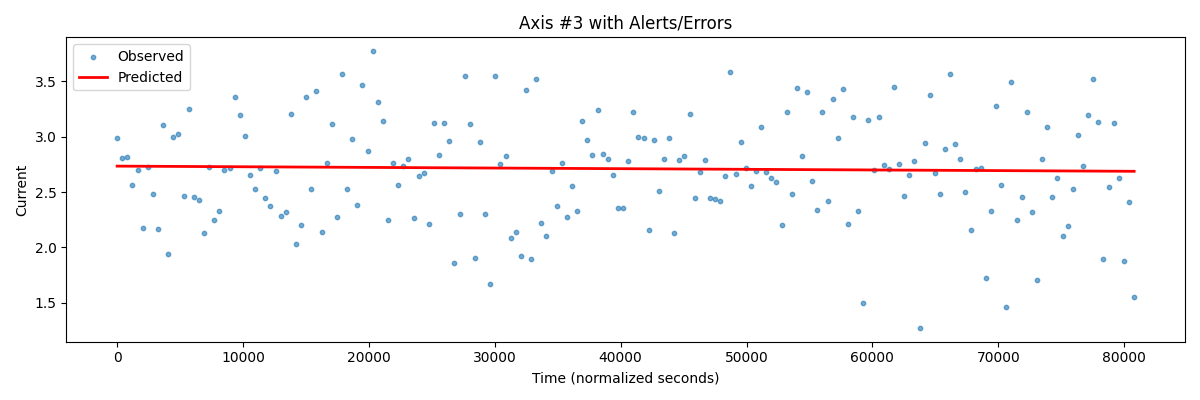 Axis #3 with Alerts/Errors
Observed
Predicted
Current
3.5
3.0
2.5
2.0
1.5
0
10000
20000
30000
40000
50000
60000
70000
80000
Time (normalized seconds)